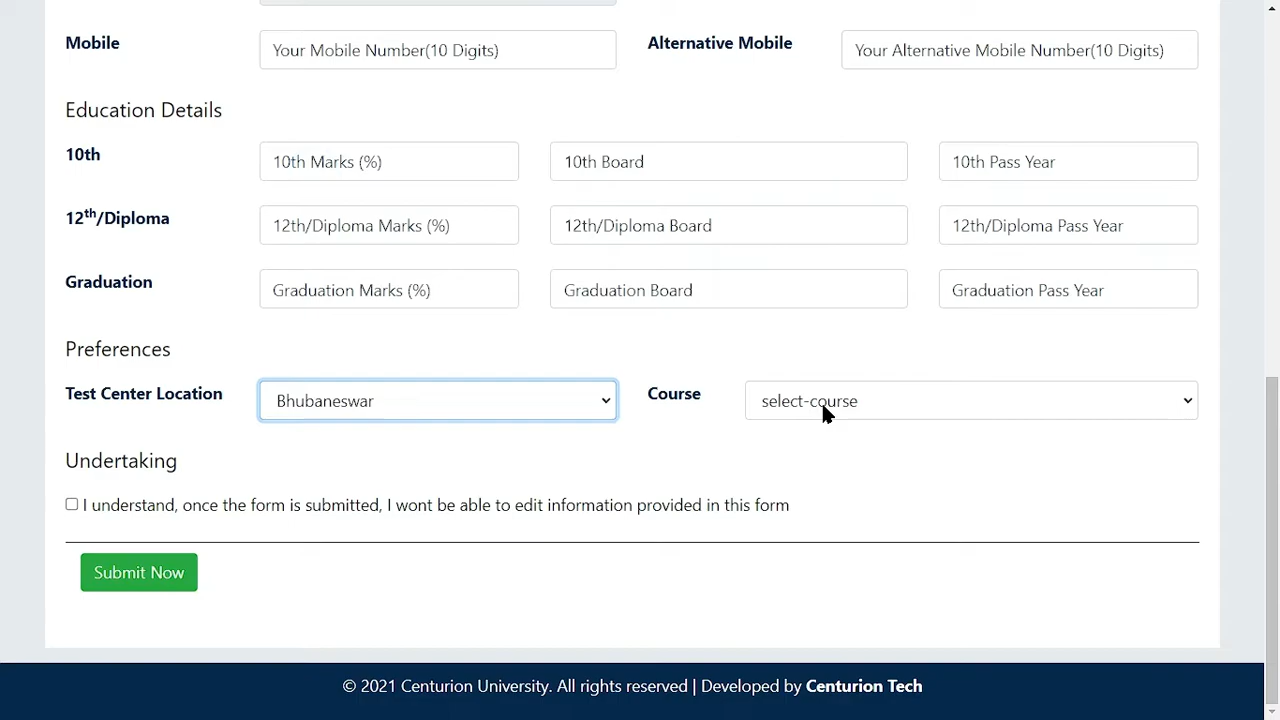 Mobile Your Mobile Number(10 Digits) Alternative Mobile Your Alternative Mobile Number(10 Digits)
Education Details
10th 10th Marks (%) 10th Board 10th Pass Year
12th/Diploma 12th/Diploma Marks (%) 12th/Diploma Board 12th/Diploma Pass Year
Graduation Graduation Marks (%) Graduation Board Graduation Pass Year
Preferences
Test Center Location Bhubaneswar Course select-course
Undertaking
I understand, once the form is submitted, I wont be able to edit information provided in this form
Submit Now
© 2021 Centurion University. All rights reserved | Developed by Centurion Tech